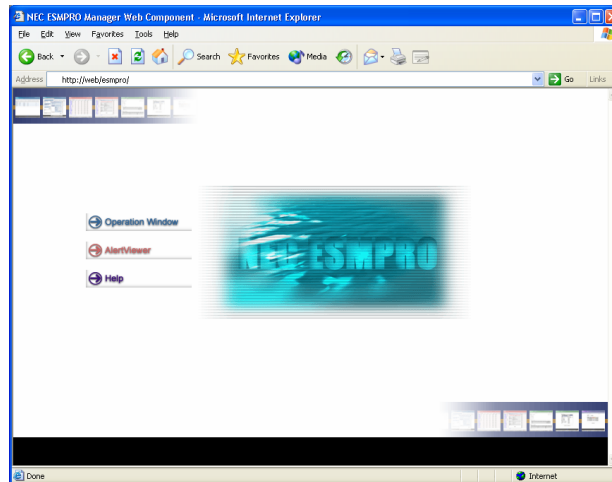 NEC ESMPRO Manager Web Component - Microsoft Internet Explorer
File Edit View Favorites Tools Help
Back Search Favorites Media
Address http://web/esmpro/ Go Links
Operation Window
AlertViewer
Help
NEC ESMPRO
Done Internet